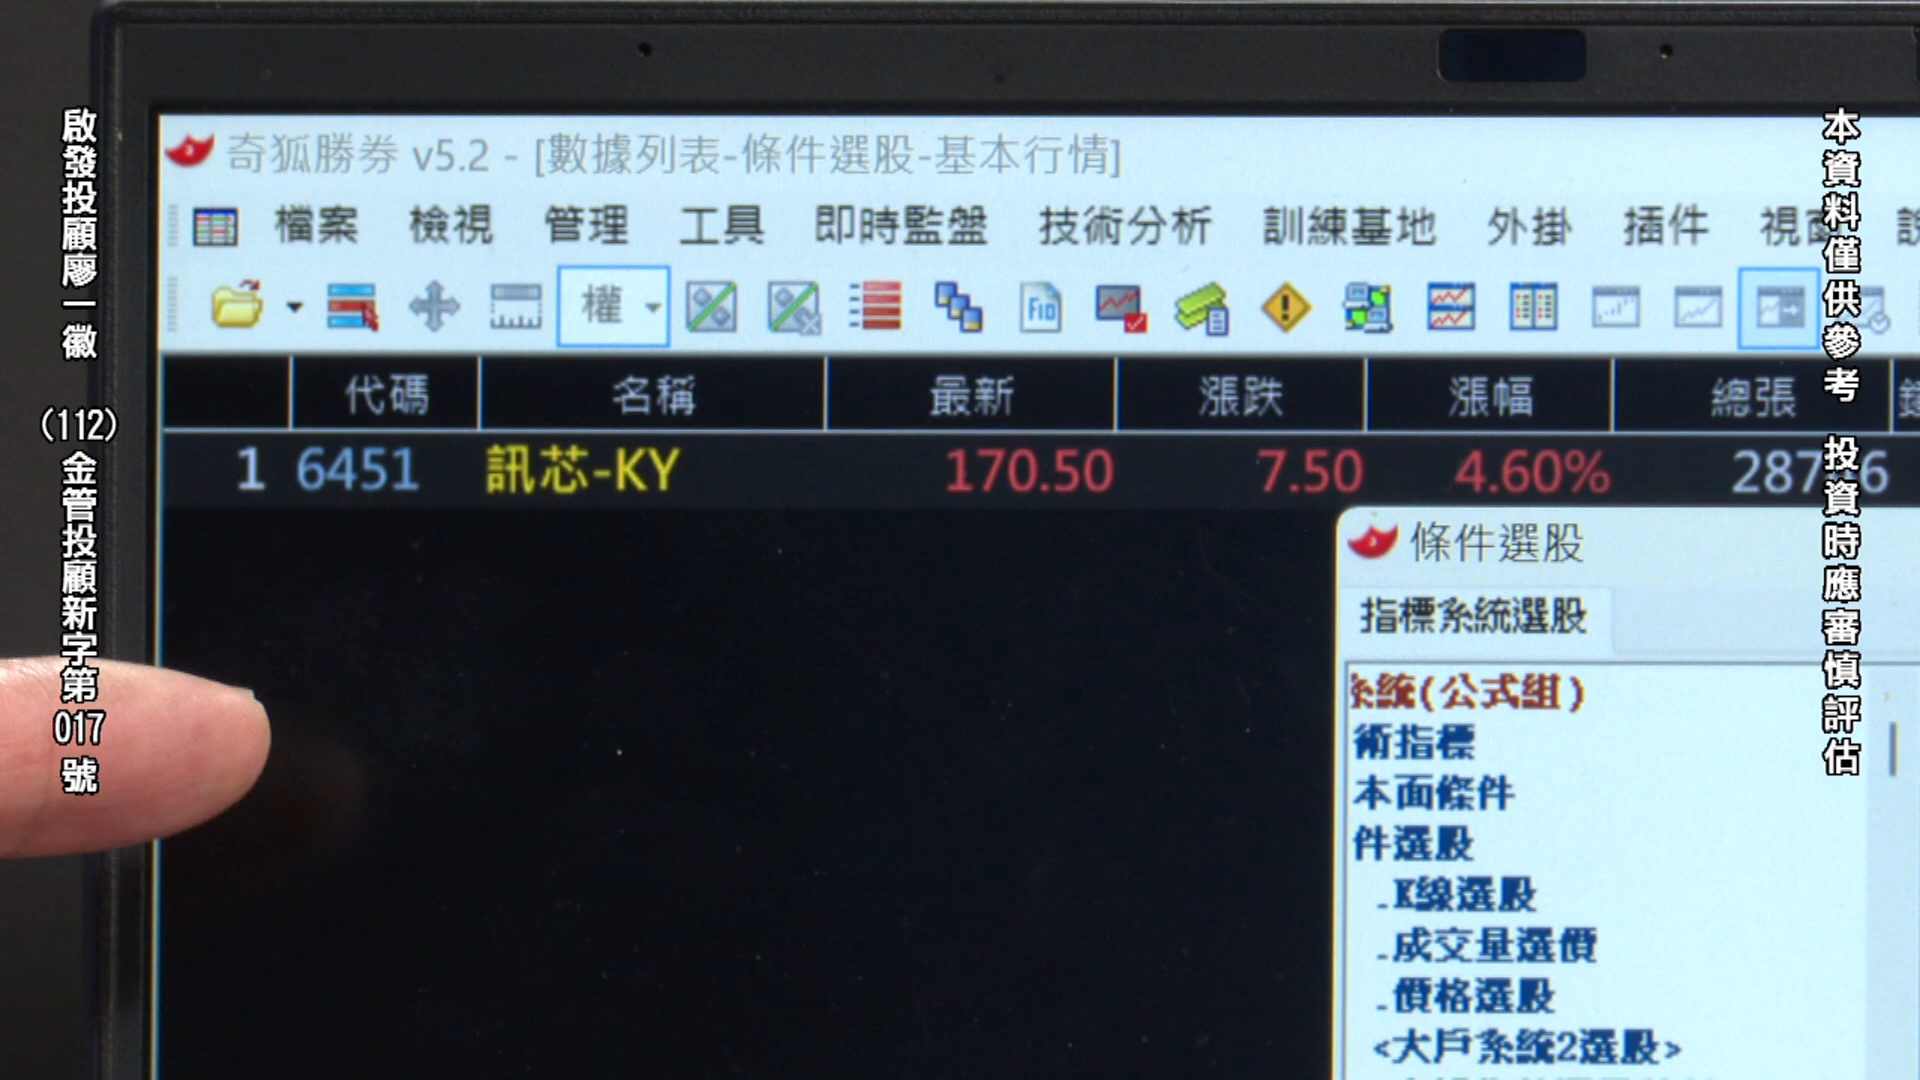 啟發投顧廖一徽 (112)金管投顧新字第017號
本資料僅供參考 投資時應審慎評估
奇狐勝券 v5.2 - [數據列表-條件選股-基本行情]
檔案 檢視 管理 工具 即時監盤 技術分析 訓練基地 外掛 插件 視窗
權
代碼 名稱 最新 漲跌 漲幅 總張
1 6451 訊芯-KY 170.50 7.50 4.60%
條件選股
指標系統選股
系統(公式組)
術指標
本面條件
件選股
.K線選股
.成交量選價
.價格選股
<大戶系統2選股>